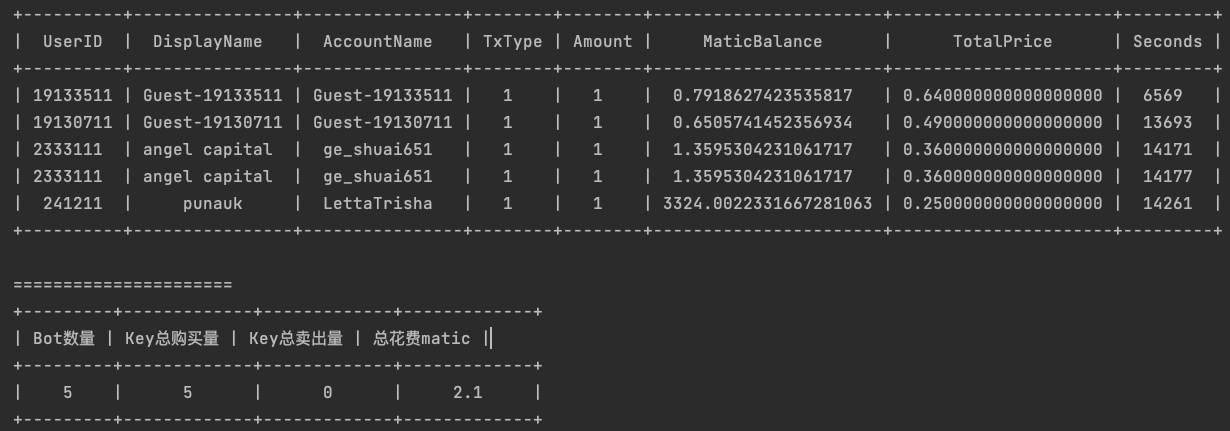 +----------+----------------+----------------+--------+--------+-----------------------+----------------------+---------+
|  UserID  |  DisplayName   |  AccountName   | TxType | Amount |     MaticBalance      |      TotalPrice      | Seconds |
+----------+----------------+----------------+--------+--------+-----------------------+----------------------+---------+
| 19133511 | Guest-19133511 | Guest-19133511 |   1    |   1    |  0.7918627423535817   | 0.640000000000000000 |  6569   |
| 19130711 | Guest-19130711 | Guest-19130711 |   1    |   1    |  0.6505741452356934   | 0.490000000000000000 |  13693  |
| 2333111  | angel capital  |  ge_shuai651   |   1    |   1    |  1.3595304231061717   | 0.360000000000000000 |  14171  |
| 2333111  | angel capital  |  ge_shuai651   |   1    |   1    |  1.3595304231061717   | 0.360000000000000000 |  14177  |
|  241211  |     punauk     |  LettaTrisha   |   1    |   1    | 3324.0022331667281063 | 0.250000000000000000 |  14261  |
+----------+----------------+----------------+--------+--------+-----------------------+----------------------+---------+
======================
+---------+-------------+-------------+-------------+
| Bot数量 | Key总购买量 | Key总卖出量 | 总花费matic |
+---------+-------------+-------------+-------------+
|    5    |      5      |      0      |     2.1     |
+---------+-------------+-------------+-------------+